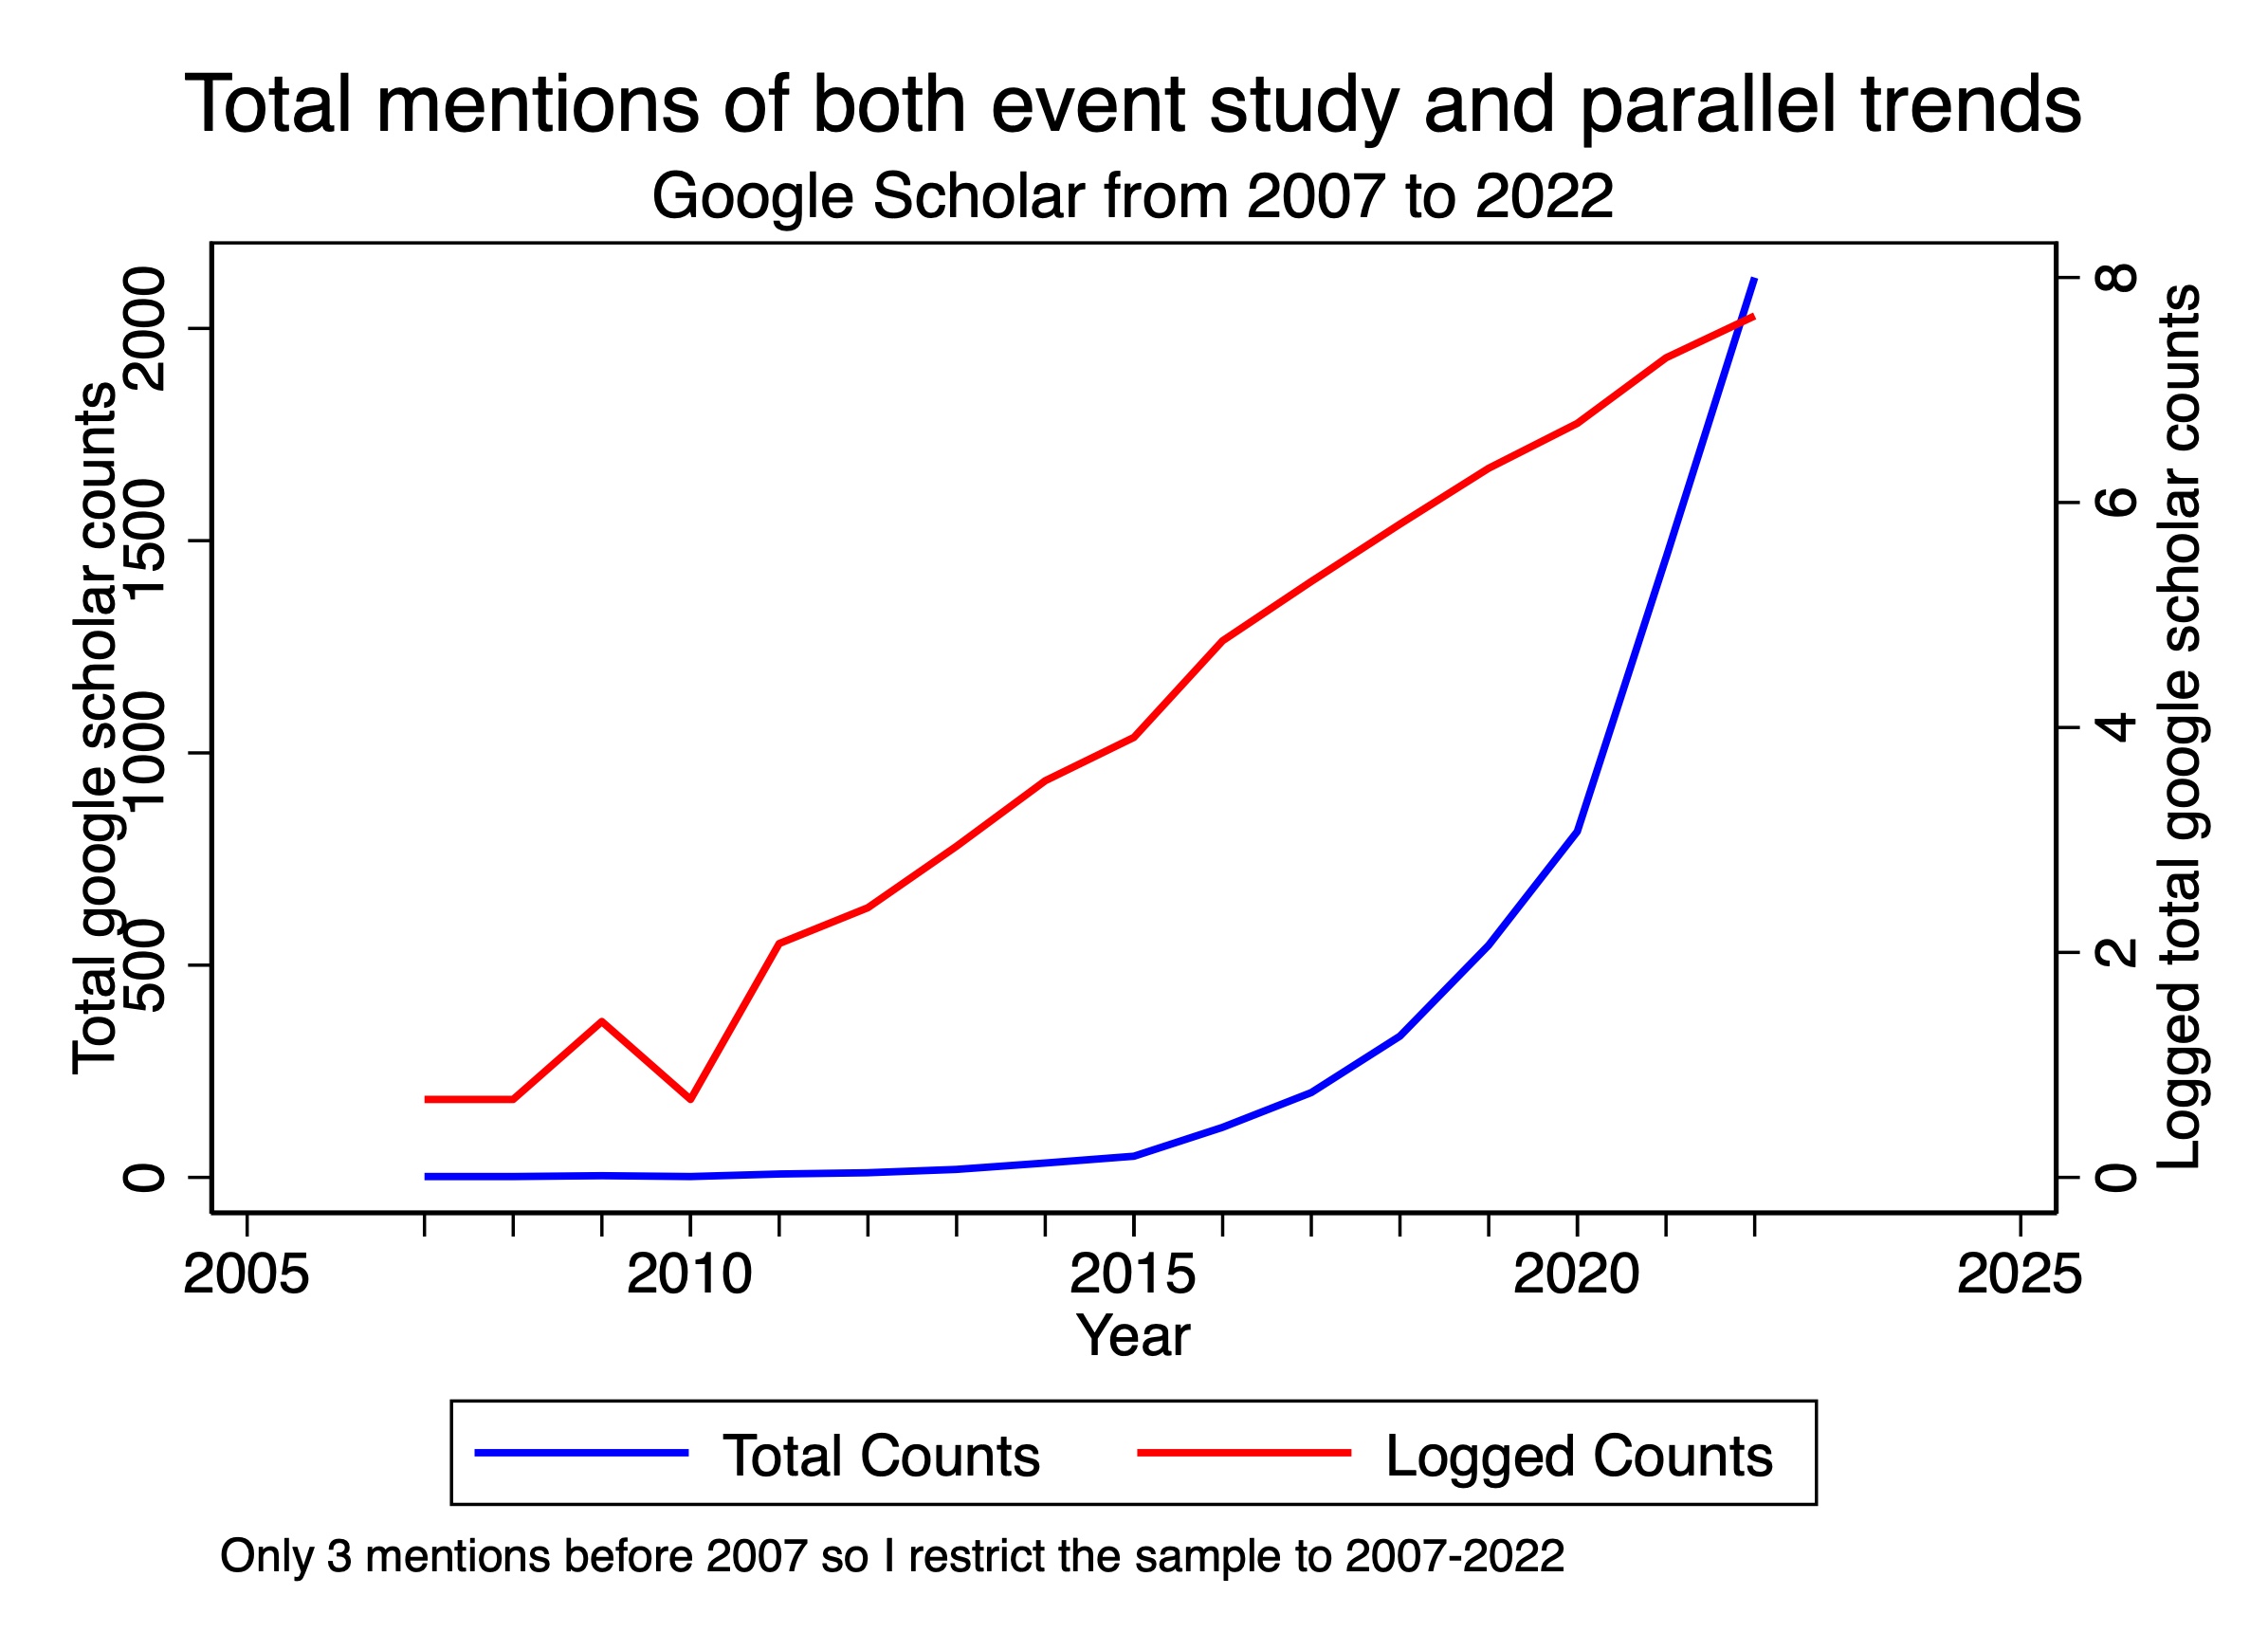 Total mentions of both event study and parallel trends
Google Scholar from 2007 to 2022
Total google scholar counts
2000
1500
1000
500
0
8
6
4
2
0
Logged total google scholar counts
2005
2010
2015
2020
2025
Year
Total Counts
Logged Counts
Only 3 mentions before 2007 so I restrict the sample to 2007-2022